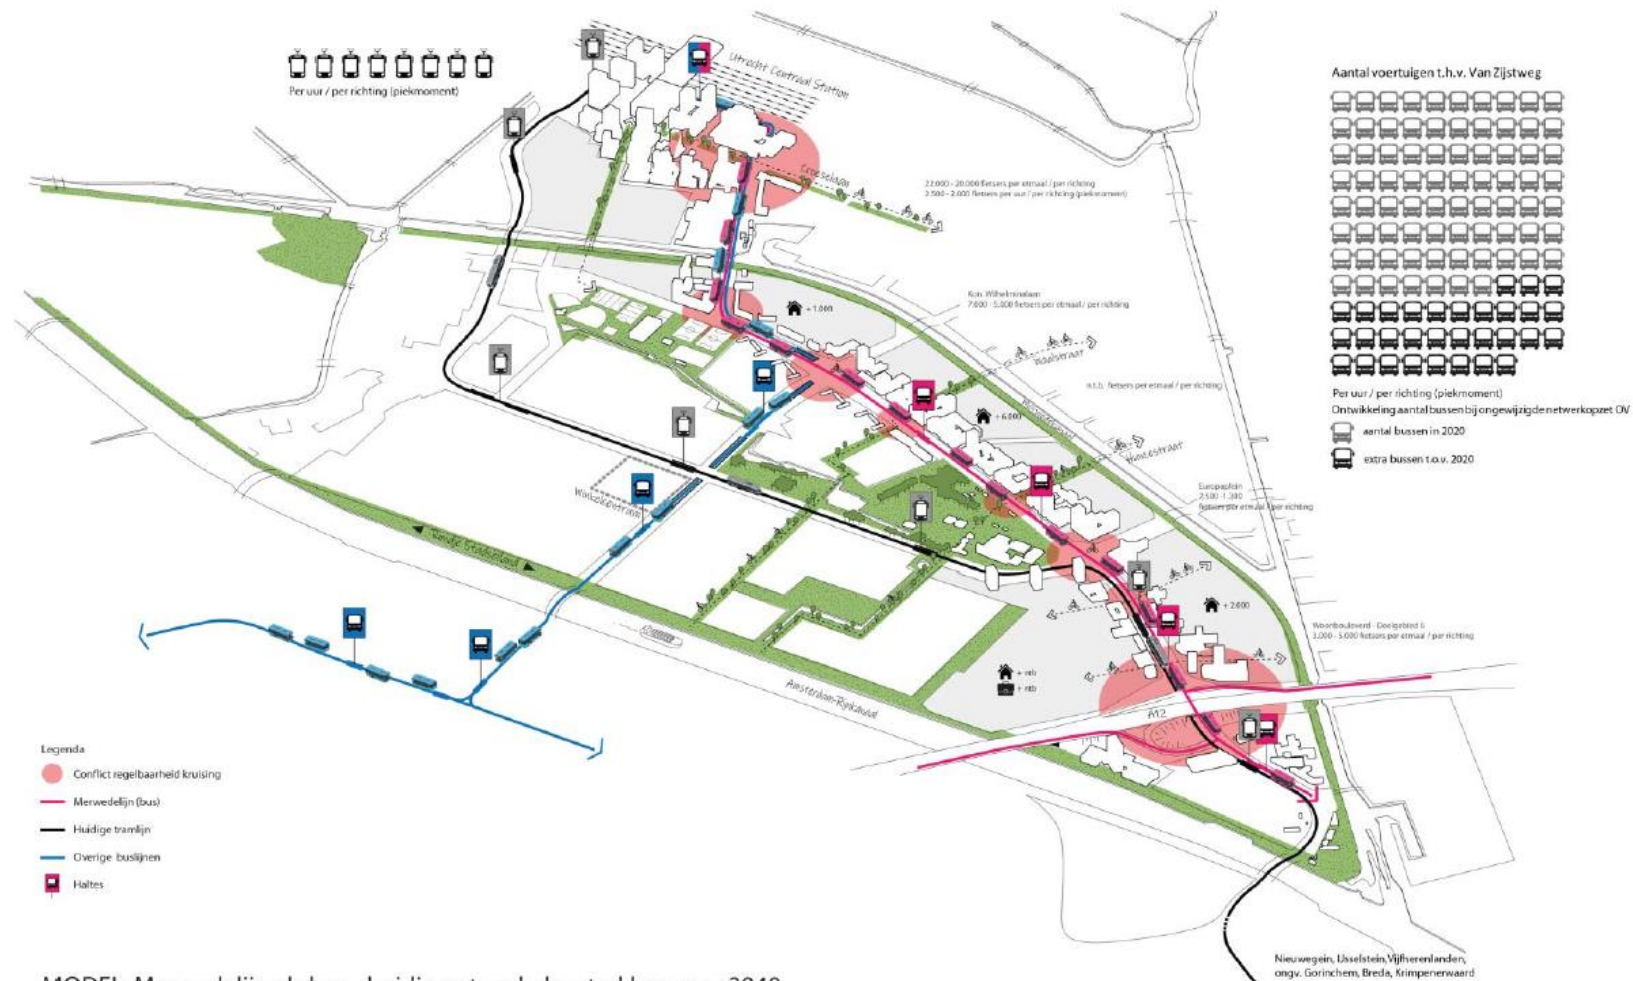 Per uur / per richting (piekmoment)
Utrecht Centraal Station
Croeselaan
22.000 - 20.000 fietsers per etmaal / per richting
2.500 - 2.000 fietsers per uur / per richting (piekmoment)
Aantal voertuigen t.h.v. Van Zijstweg
Per uur / per richting (piekmoment)
Ontwikkeling aantal bussen bij ongewijzigde netwerkopzet OV
aantal bussen in 2020
extra bussen t.o.v. 2020
Kon. Wilhelminalaan
7.000 - 5.000 fietsers per etmaal / per richting
+ 1.000
Waalstraat
n.t.b. fietsers per etmaal / per richting
+ 6.000
Europaplein
2.500 - 1.300
fietsers per etmaal / per richting
Winkelcentrum
Rondje Stadseiland
+ 2.000
Woonboulevard - Deelgebied 6
3.000 - 5.000 fietsers per etmaal / per richting
+ ntb
+ ntb
Amsterdam-Rijnkanaal
A12
Legenda
Conflict regelbaarheid kruising
Merwedelijn (bus)
Huidige tramlijn
Overige buslijnen
Haltes
Nieuwegein, IJsselstein, Vijfherenlanden,
ongv. Gorinchem, Breda, Krimpenerwaard